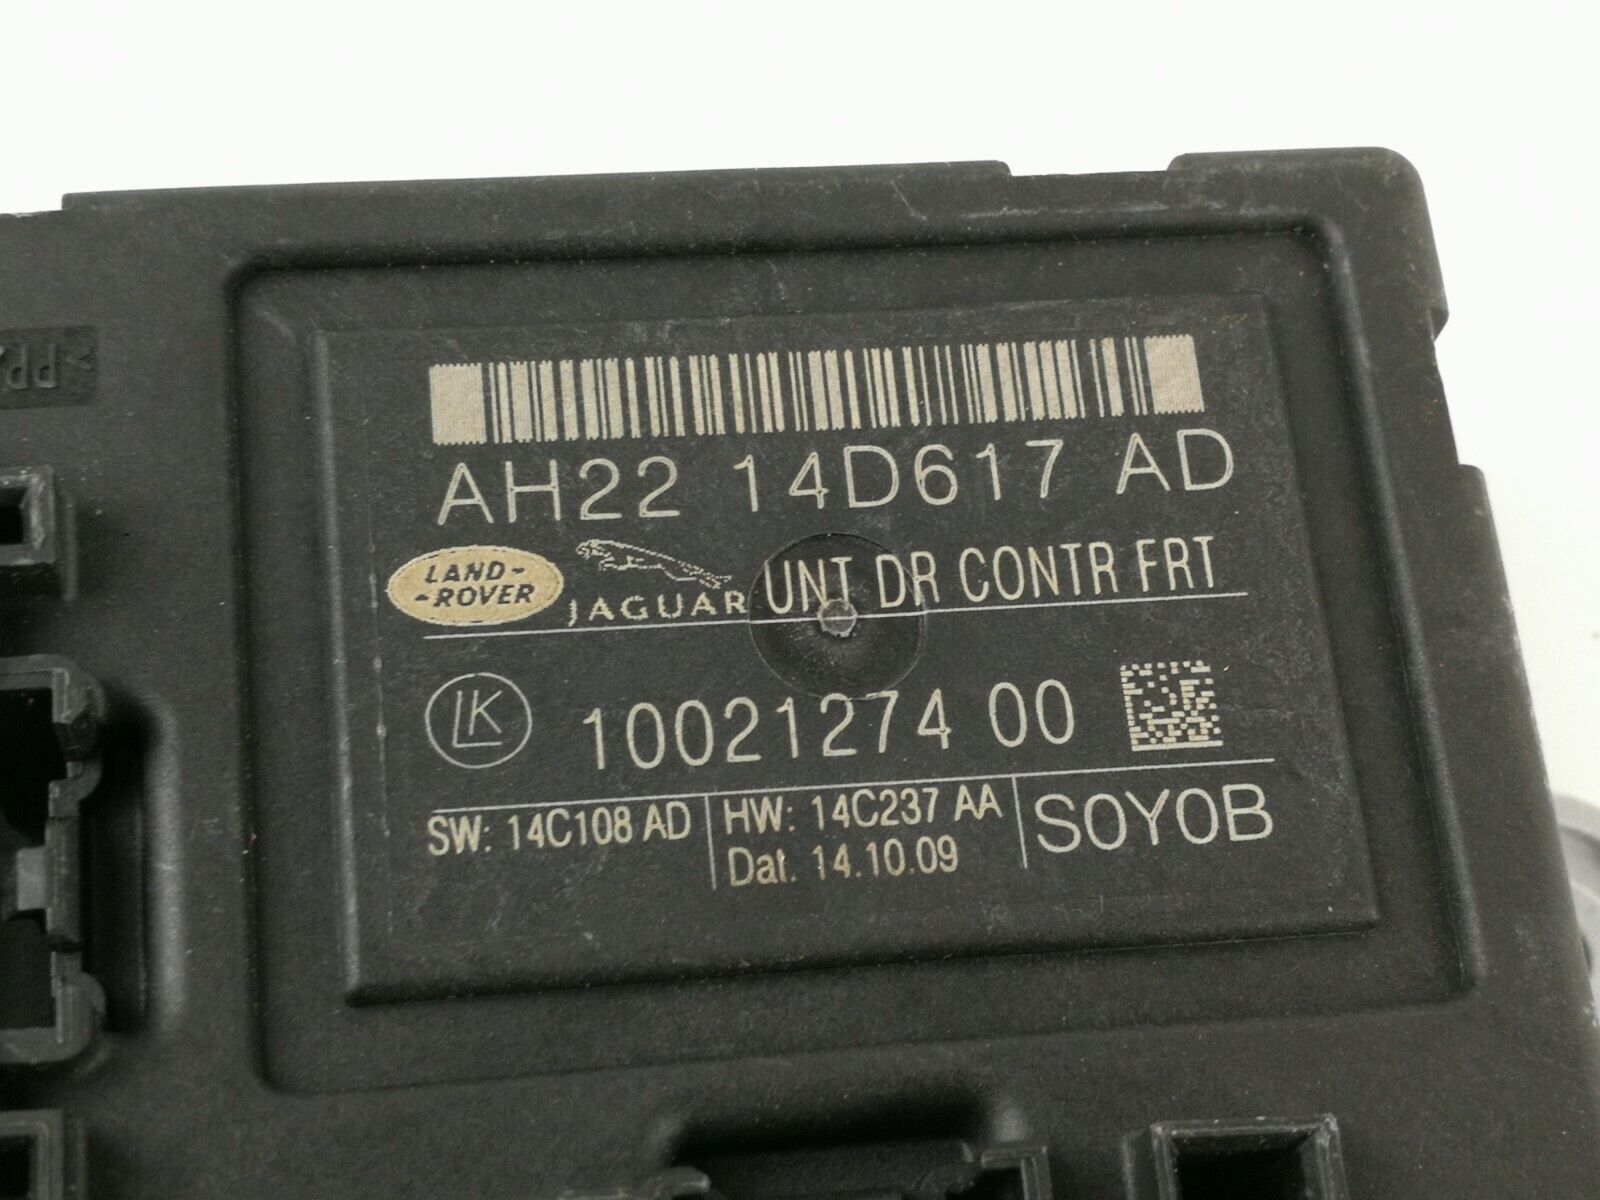 AH22 14D617 AD
LAND-
-ROVER
JAGUAR
UNT DR CONTR FRT
LK
10021274 00
SW: 14C108 AD
HW: 14C237 AA
Dat. 14.10.09
S0Y0B